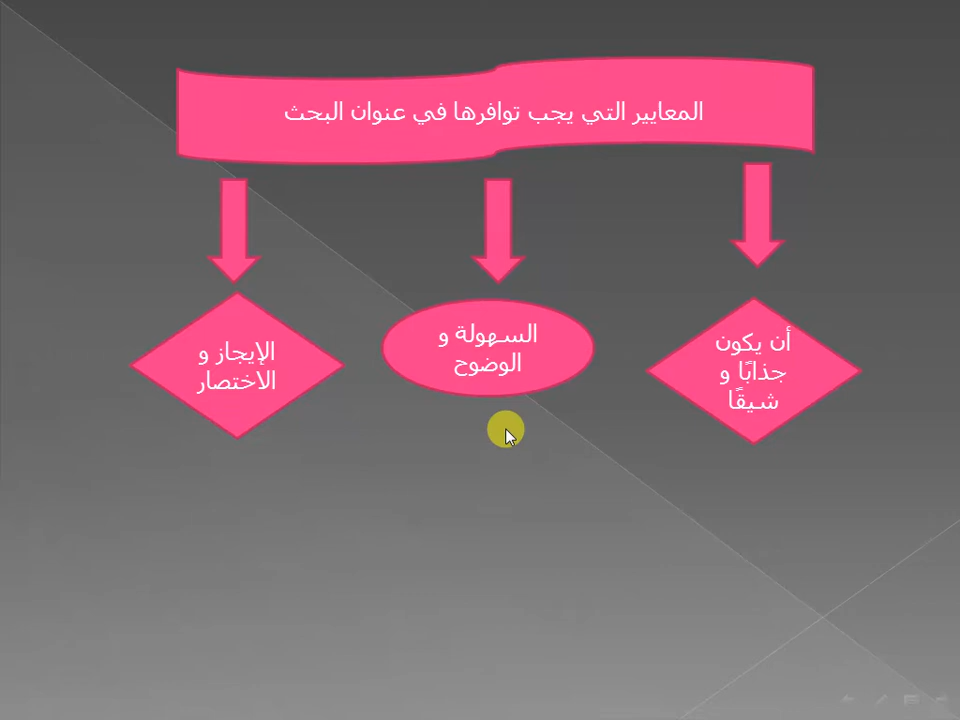 المعايير التي يجب توافرها في عنوان البحث
أن يكون
جذابًا و
شيقًا
السهولة و
الوضوح
الإيجاز و
الاختصار